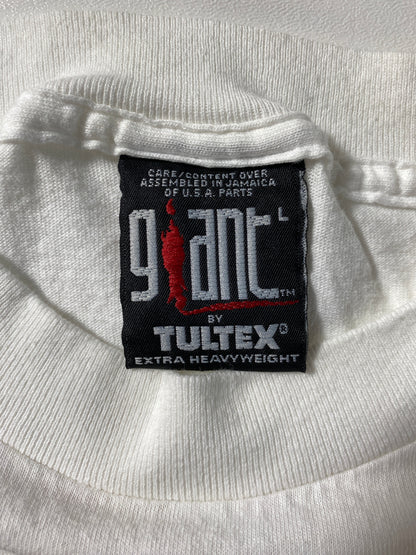 CARE/CONTENT OVER
ASSEMBLED IN JAMAICA
OF U.S.A. PARTS
giant L
TM
BY
TULTEX®
EXTRA HEAVYWEIGHT